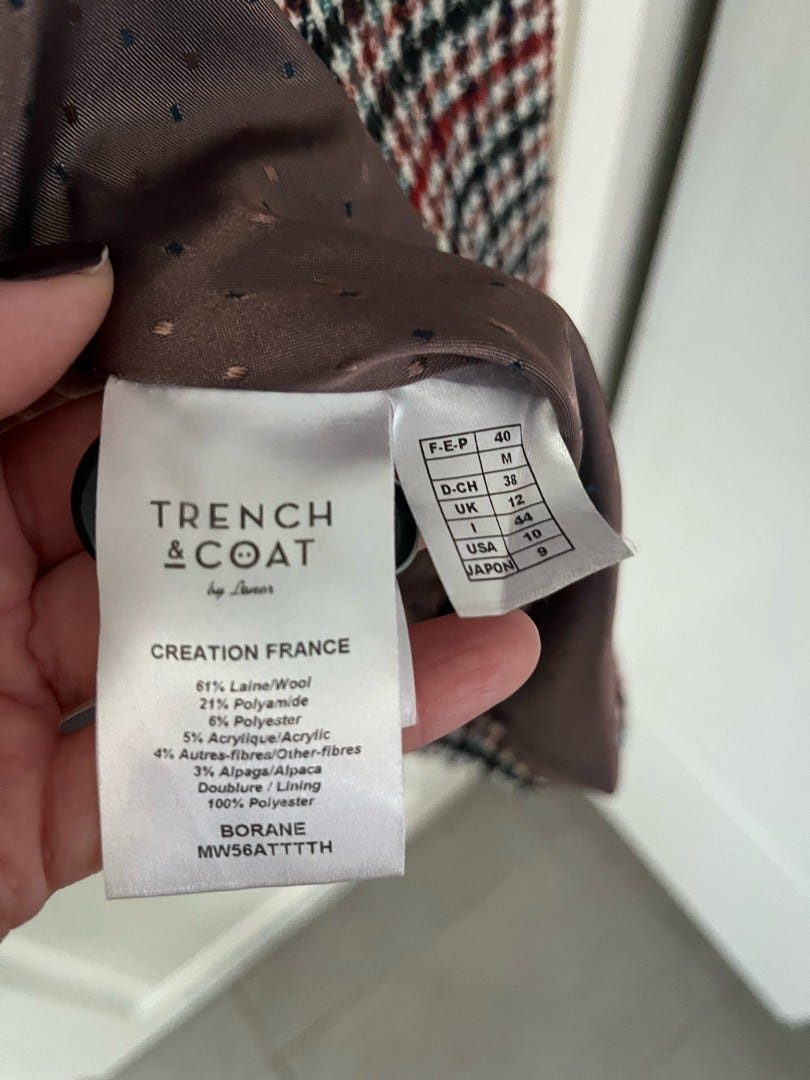 TRENCH
& COAT
by Lener
CREATION FRANCE
61% Laine/Wool
21% Polyamide
6% Polyester
5% Acrylique/Acrylic
4% Autres-fibres/Other-fibres
3% Alpaga/Alpaca
Doublure / Lining
100% Polyester
BORANE
MW56ATTTTH
F-E-P 40
M
D-CH 38
UK 12
I 44
USA 10
JAPON 9